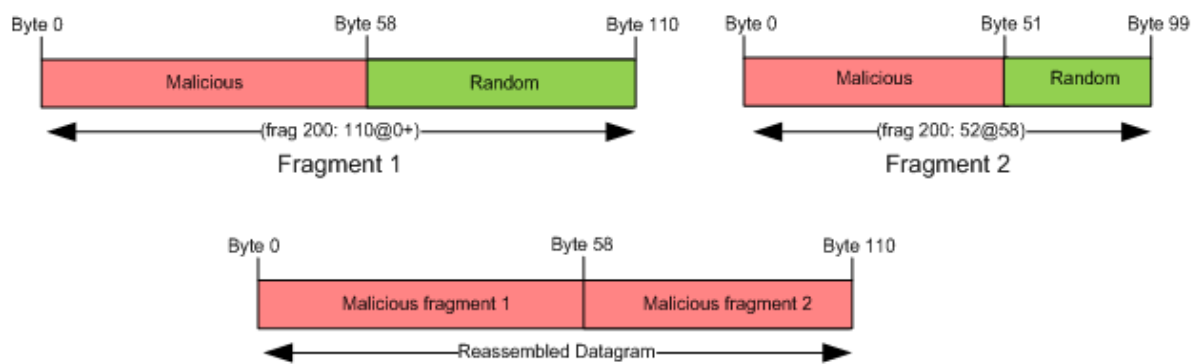 Byte 0 Byte 58 Byte 110
Malicious Random
(frag 200: 110@0+)
Fragment 1
Byte 0 Byte 51 Byte 99
Malicious Random
(frag 200: 52@58)
Fragment 2
Byte 0 Byte 58 Byte 110
Malicious fragment 1 Malicious fragment 2
Reassembled Datagram